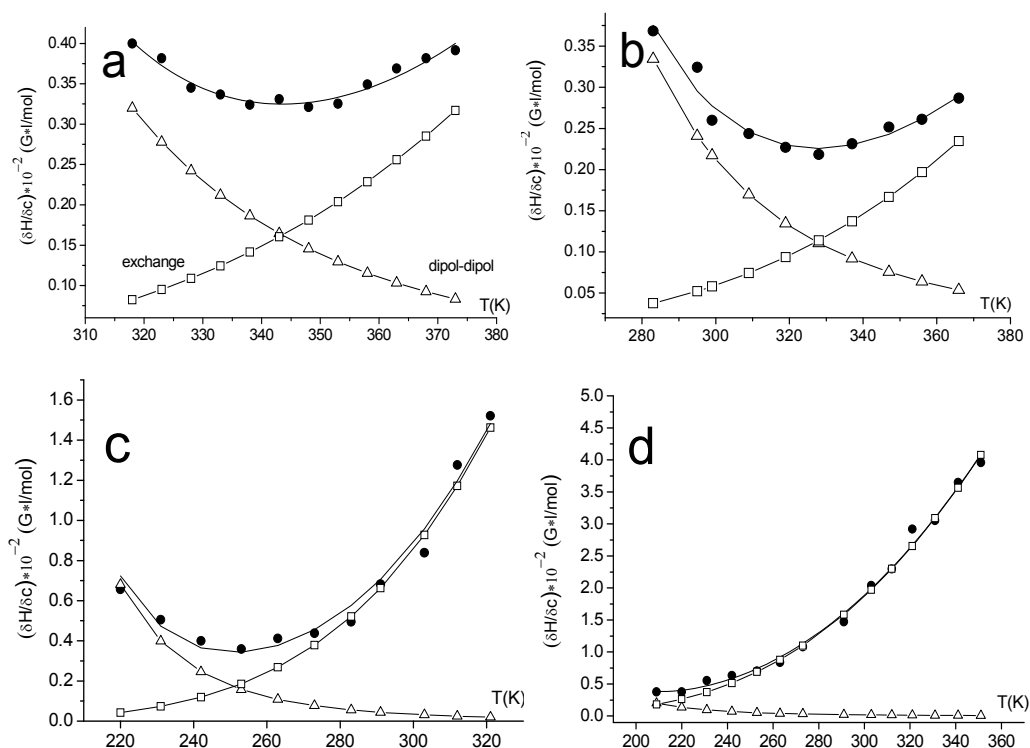 a
(δH/δc)*10⁻² (G*l/mol)
0.40
0.35
0.30
0.25
0.20
0.15
0.10
exchange
dipol-dipol
T(K)
310 320 330 340 350 360 370 380
b
(δH/δc)*10⁻² (G*l/mol)
0.35
0.30
0.25
0.20
0.15
0.10
0.05
T(K)
280 300 320 340 360 380
c
(δH/δc)*10⁻² (G*l/mol)
1.6
1.4
1.2
1.0
0.8
0.6
0.4
0.2
0.0
T(K)
220 240 260 280 300 320
d
(δH/δc)*10⁻² (G*l/mol)
5.0
4.5
4.0
3.5
3.0
2.5
2.0
1.5
1.0
0.5
0.0
T(K)
200 220 240 260 280 300 320 340 360